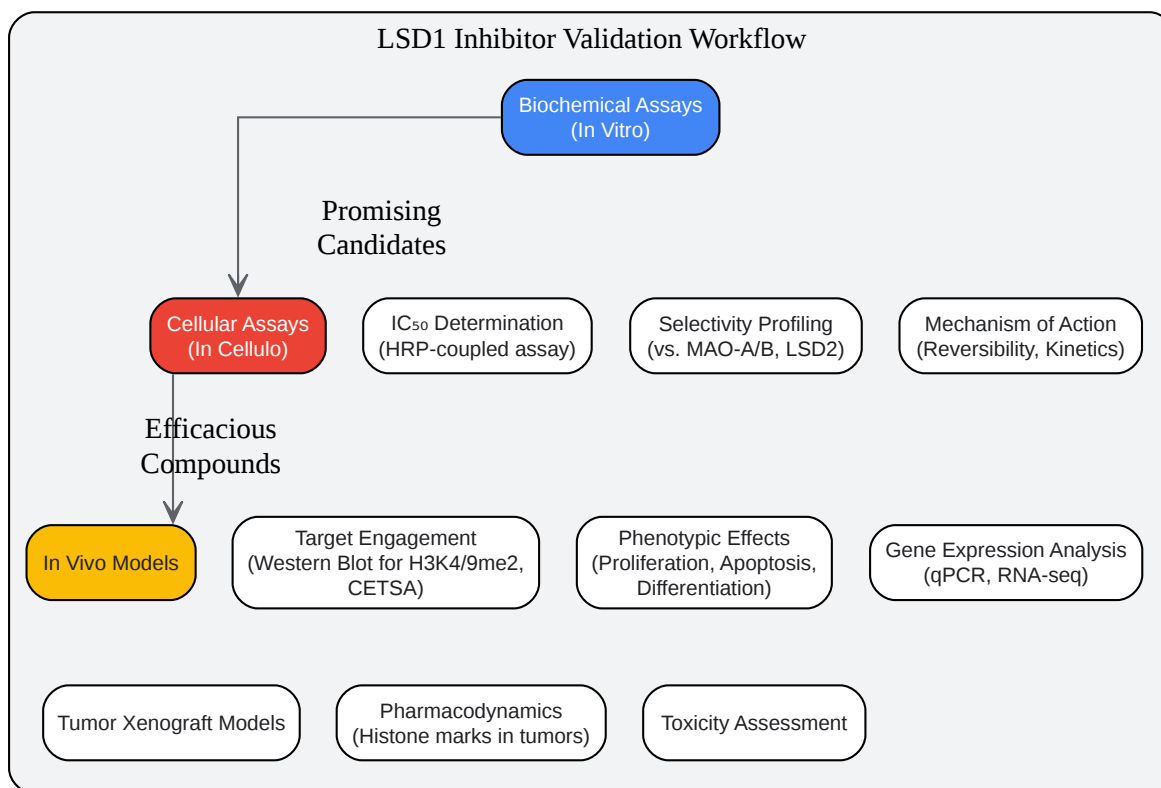 LSD1 Inhibitor Validation Workflow
Biochemical Assays
(In Vitro)
Promising
Candidates
Cellular Assays
(In Cellulo)
IC₅₀ Determination
(HRP-coupled assay)
Selectivity Profiling
(vs. MAO-A/B, LSD2)
Mechanism of Action
(Reversibility, Kinetics)
Efficacious
Compounds
In Vivo Models
Target Engagement
(Western Blot for H3K4/9me2,
CETSA)
Phenotypic Effects
(Proliferation, Apoptosis,
Differentiation)
Gene Expression Analysis
(qPCR, RNA-seq)
Tumor Xenograft Models
Pharmacodynamics
(Histone marks in tumors)
Toxicity Assessment